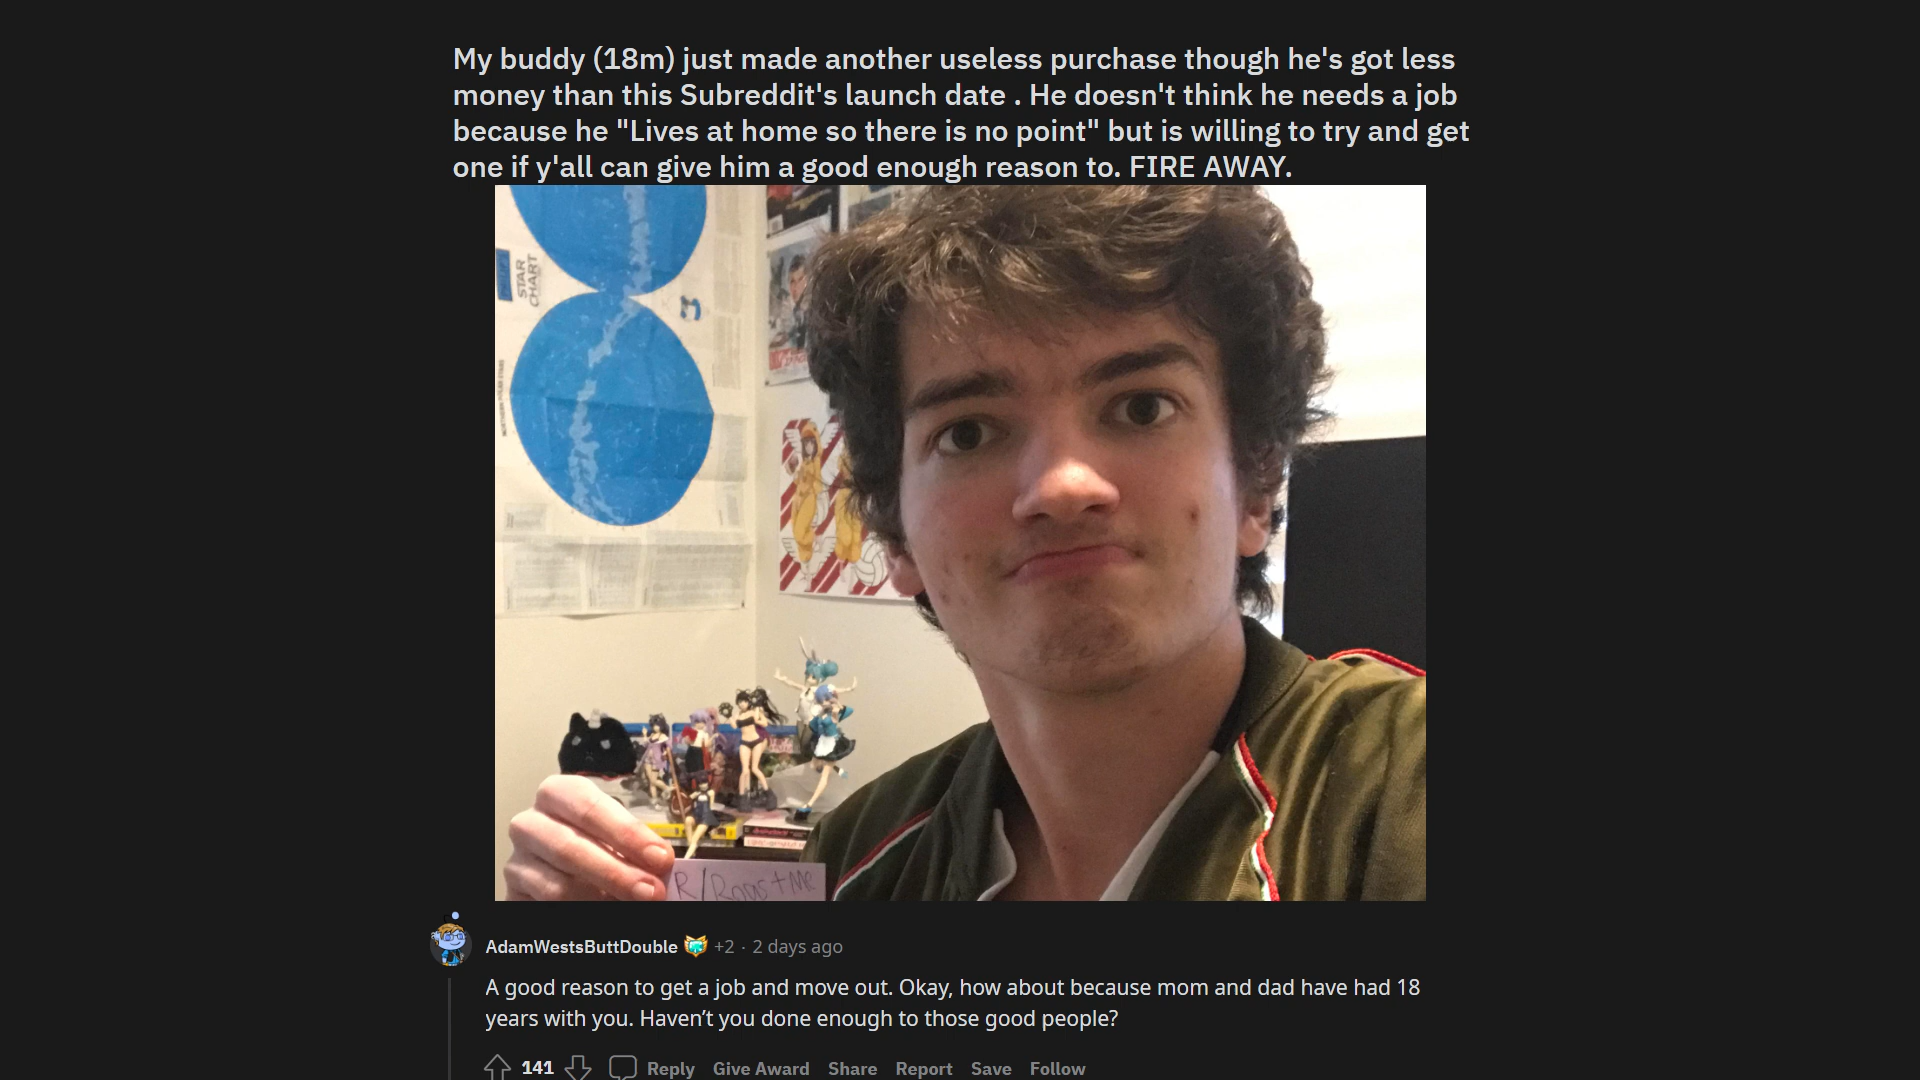 My buddy (18m) just made another useless purchase though he's got less
money than this Subreddit's launch date . He doesn't think he needs a job
because he "Lives at home so there is no point" but is willing to try and get
one if y'all can give him a good enough reason to. FIRE AWAY.
STAR
CHART
R/RoastMe
AdamWestsButtDouble +2 · 2 days ago
A good reason to get a job and move out. Okay, how about because mom and dad have had 18
years with you. Haven’t you done enough to those good people?
141 Reply Give Award Share Report Save Follow